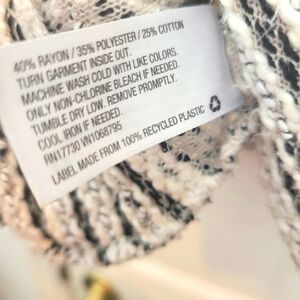 40% RAYON / 35% POLYESTER / 25% COTTON
TURN GARMENT INSIDE OUT.
MACHINE WASH COLD WITH LIKE COLORS.
ONLY NON-CHLORINE BLEACH IF NEEDED.
TUMBLE DRY LOW. REMOVE PROMPTLY.
COOL IRON IF NEEDED.
RN17730 VN1068795
LABEL MADE FROM 100% RECYCLED PLASTIC